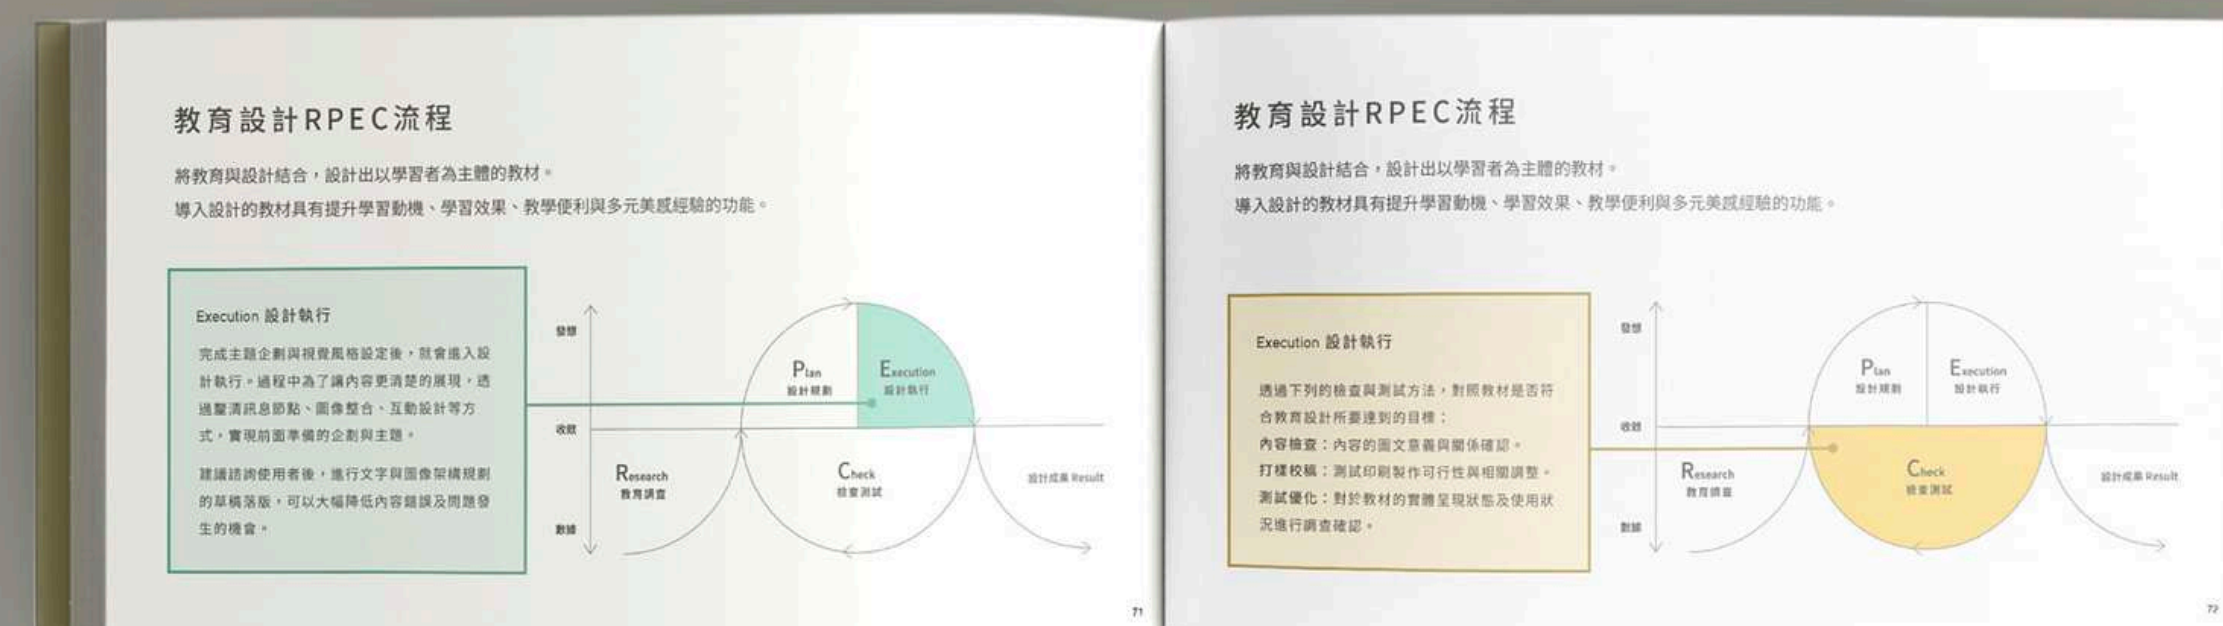 教育設計RPEC流程
將教育與設計結合，設計出以學習者為主體的教材。
導入設計的教材具有提升學習動機、學習效果、教學便利與多元美感經驗的功能。
Execution 設計執行
完成主題企劃與視覺風格設定後，就會進入設
計執行。過程中為了讓內容更清楚的展現，透
過釐清訊息節點、圖像整合、互動設計等方
式，實現前面準備的企劃與主題。
建議諮詢使用者後，進行文字與圖像架構規劃
的草稿落版，可以大幅降低內容錯誤及問題發
生的機會。
發想
收斂
數據
Plan
設計規劃
Execution
設計執行
Research
教育調查
Check
檢查測試
設計成果 Result
71
教育設計RPEC流程
將教育與設計結合，設計出以學習者為主體的教材。
導入設計的教材具有提升學習動機、學習效果、教學便利與多元美感經驗的功能。
Execution 設計執行
透過下列的檢查與測試方法，對照教材是否符
合教育設計所要達到的目標：
內容檢查：內容的圖文意義與關係確認。
打樣校稿：測試印刷製作可行性與相關調整。
測試優化：對於教材的實體呈現狀態及使用狀
況進行調查確認。
發想
收斂
數據
Plan
設計規劃
Execution
設計執行
Research
教育調查
Check
檢查測試
設計成果 Result
72